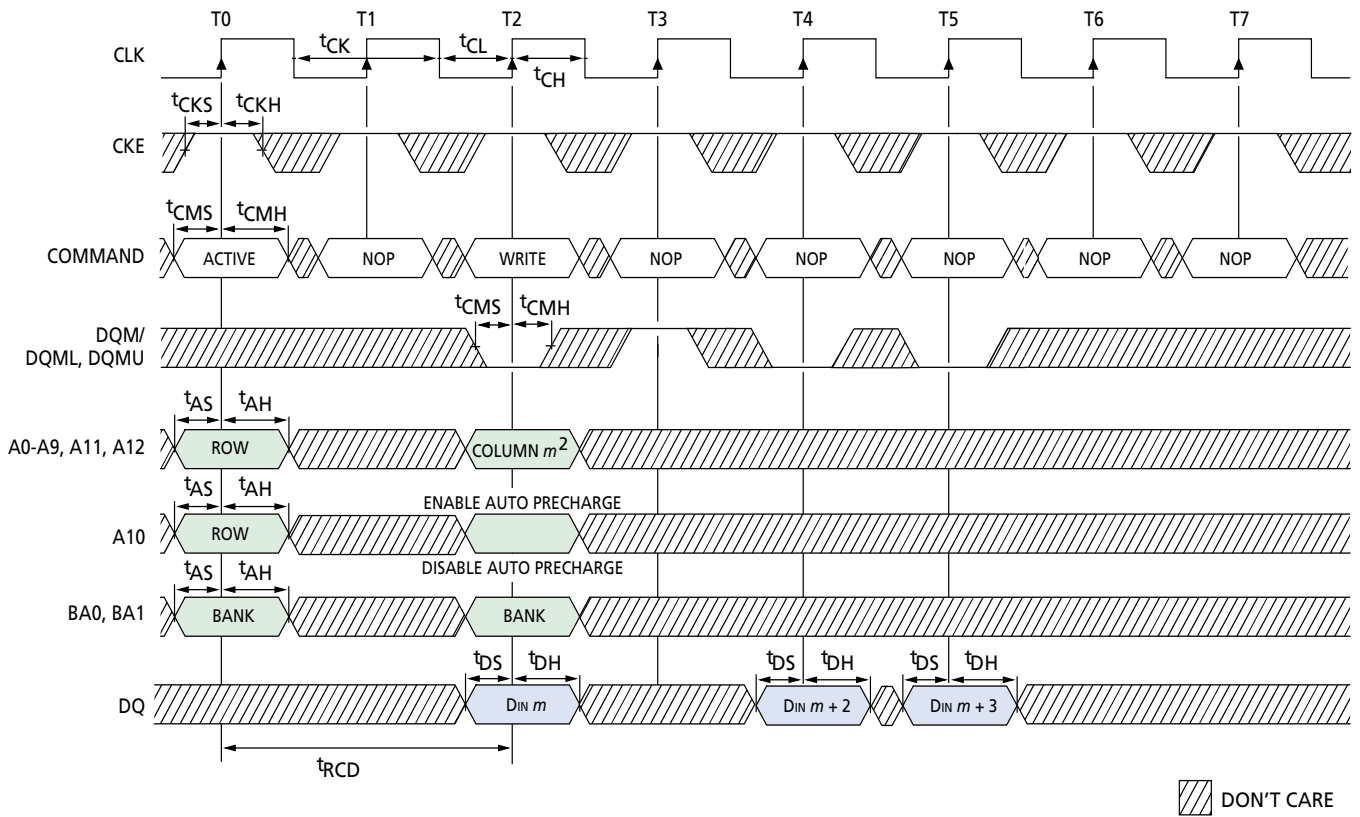 T0 T1 T2 T3 T4 T5 T6 T7
CLK tCK tCL
tCH
tCKS tCKH
CKE
tCMS tCMH
COMMAND ACTIVE NOP WRITE NOP NOP NOP NOP NOP
tCMS tCMH
DQM/
DQML, DQMU
tAS tAH
A0-A9, A11, A12 ROW COLUMN m2
tAS tAH ENABLE AUTO PRECHARGE
A10 ROW
tAS tAH DISABLE AUTO PRECHARGE
BA0, BA1 BANK BANK
tDS tDH tDS tDH tDS tDH
DQ DIN m DIN m + 2 DIN m + 3
tRCD
DON'T CARE